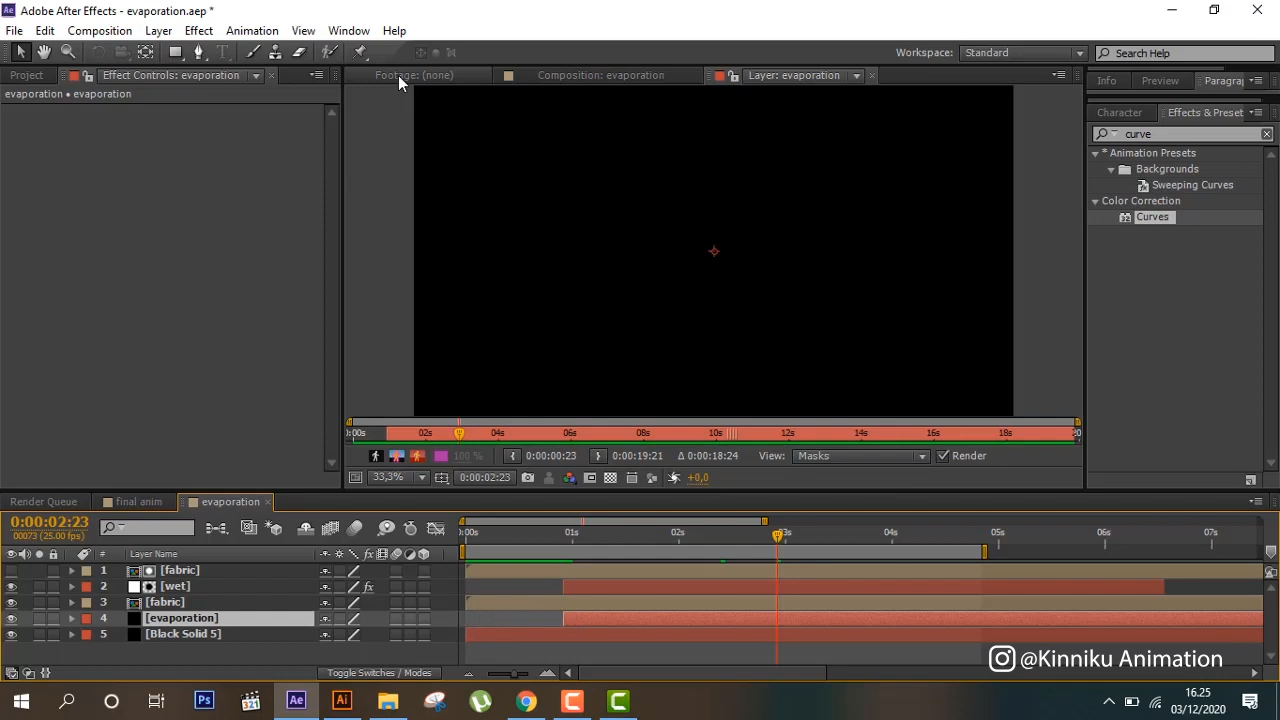 Adobe After Effects - evaporation.aep *
File Edit Composition Layer Effect Animation View Window Help
Workspace: Standard Search Help
Project Effect Controls: evaporation Footage: (none) Composition: evaporation Layer: evaporation Info Preview Paragra
evaporation • evaporation
Character Effects & Preset
curve
* Animation Presets
Backgrounds
Sweeping Curves
Color Correction
32 Curves
0:00s 02s 04s 06s 08s 10s 12s 14s 16s 18s
100 % 0:00:00:23 0:00:19:21 Δ 0:00:18:24 View: Masks Render
33,3% 0:00:02:23 +0,0
Render Queue final anim evaporation
0:00:02:23
00073 (25.00 fps)
0:00s 01s 02s 03s 04s 05s 06s 07s
# Layer Name
1 [fabric]
2 [wet] fx
3 [fabric]
4 [evaporation]
5 [Black Solid 5]
Toggle Switches / Modes
@Kinniku Animation
Ps 321 Ae Ai
16.25
03/12/2020